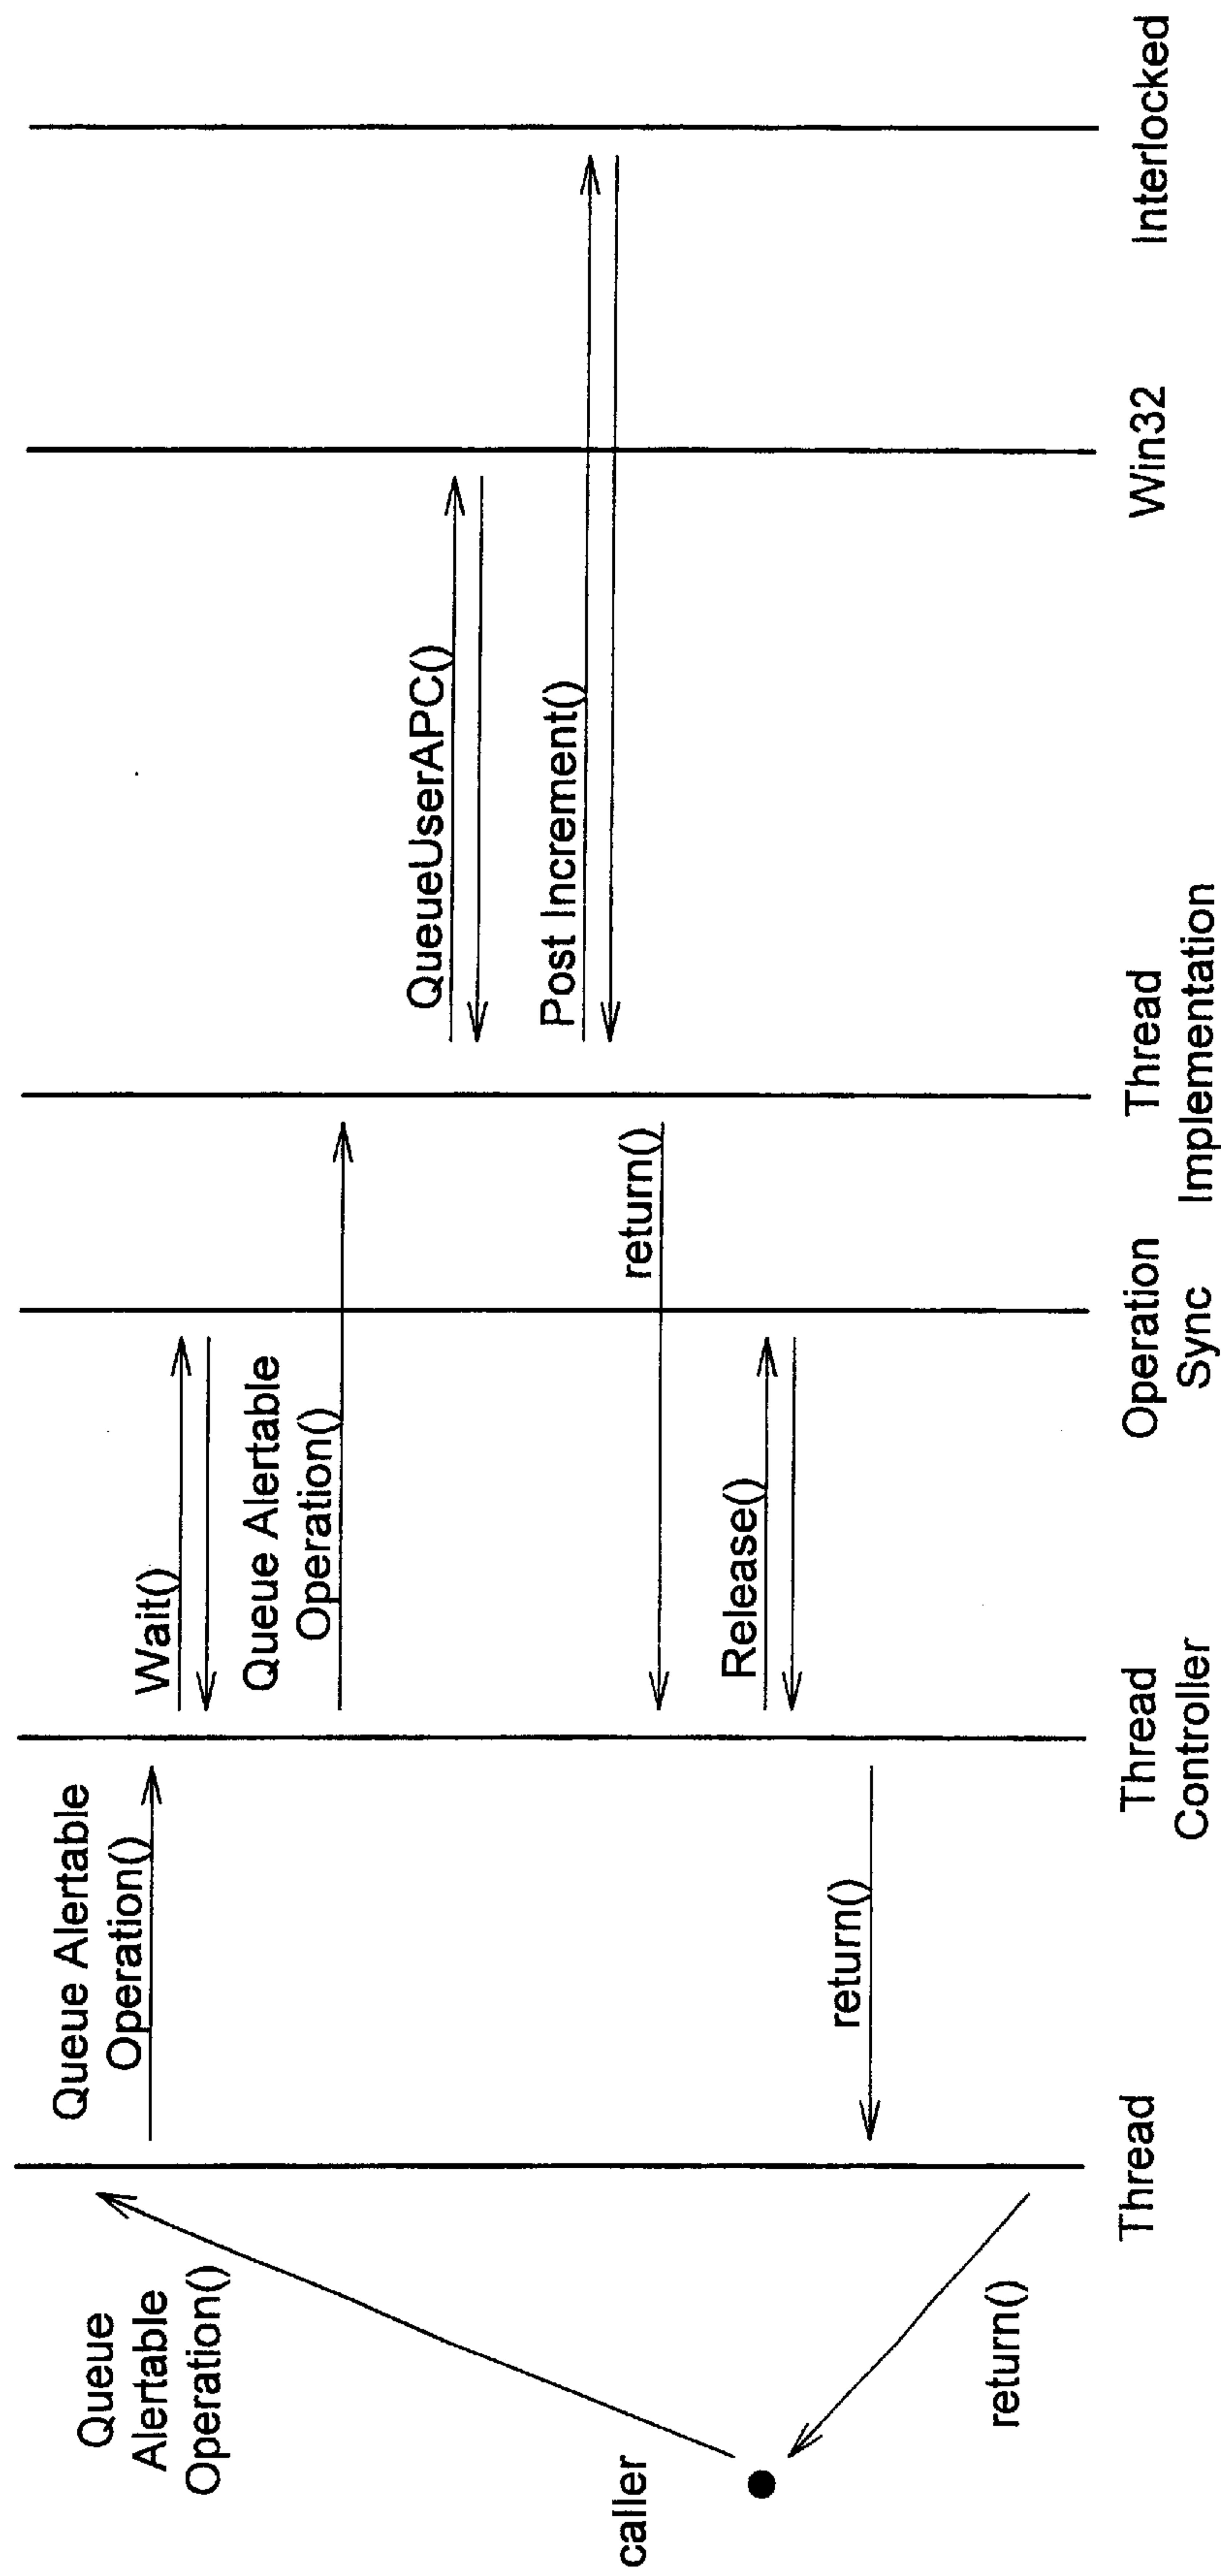 Queue
Alertable
Operation()
caller
return()
Queue Alertable
Operation()
return()
Wait()
Queue Alertable
Operation()
return()
Release()
QueueUserAPC()
Post Increment()
Thread
Thread
Controller
Operation
Sync
Thread
Implementation
Win32
Interlocked